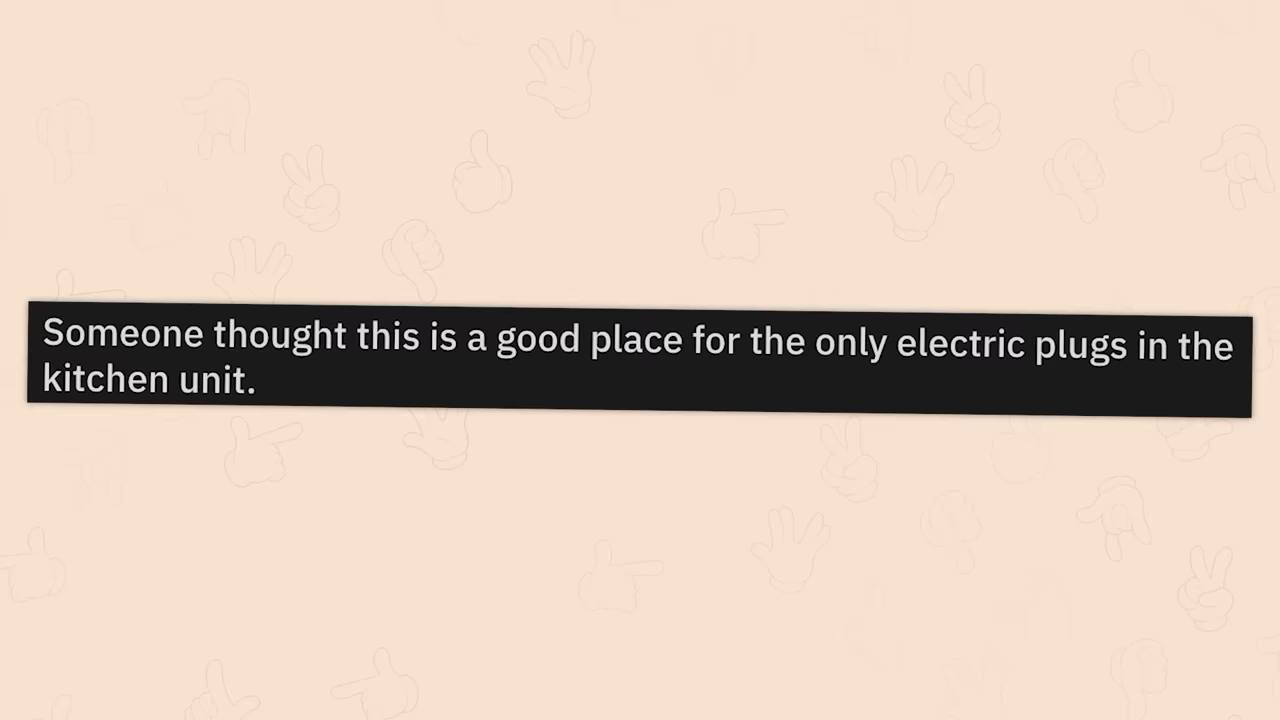 Someone thought this is a good place for the only electric plugs in the
kitchen unit.